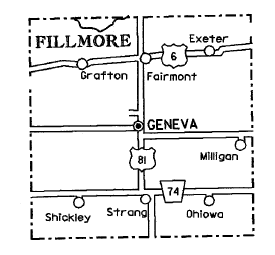 FILLMORE
Exeter
6
Grafton
Fairmont
GENEVA
81
Milligan
74
Shickley
Strang
Ohiowa